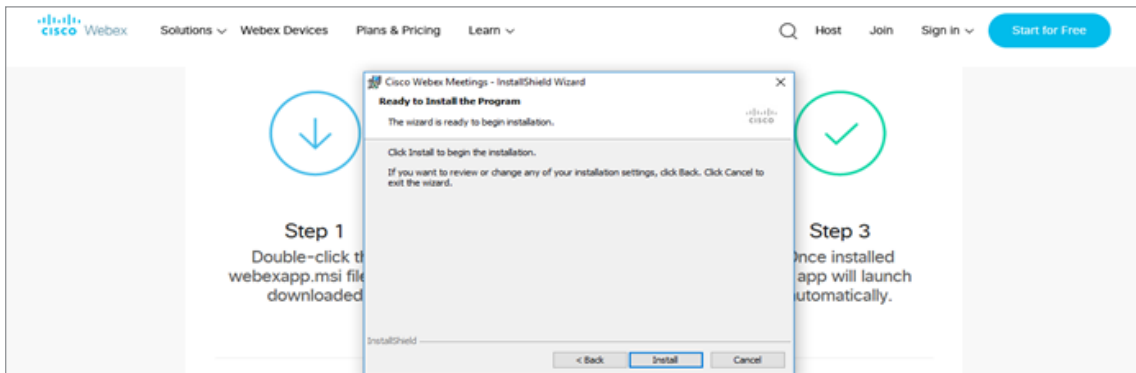 CISCO Webex Solutions Webex Devices Plans & Pricing Learn Host Join Sign in Start for Free
Cisco Webex Meetings - InstallShield Wizard
Ready to Install the Program
The wizard is ready to begin installation.
CISCO
Click Install to begin the installation.
If you want to review or change any of your installation settings, click Back. Click Cancel to
exit the wizard.
InstallShield
< Back Install Cancel
Step 1
Double-click
webexapp.msi
downloaded
Step 3
installed
app will launch